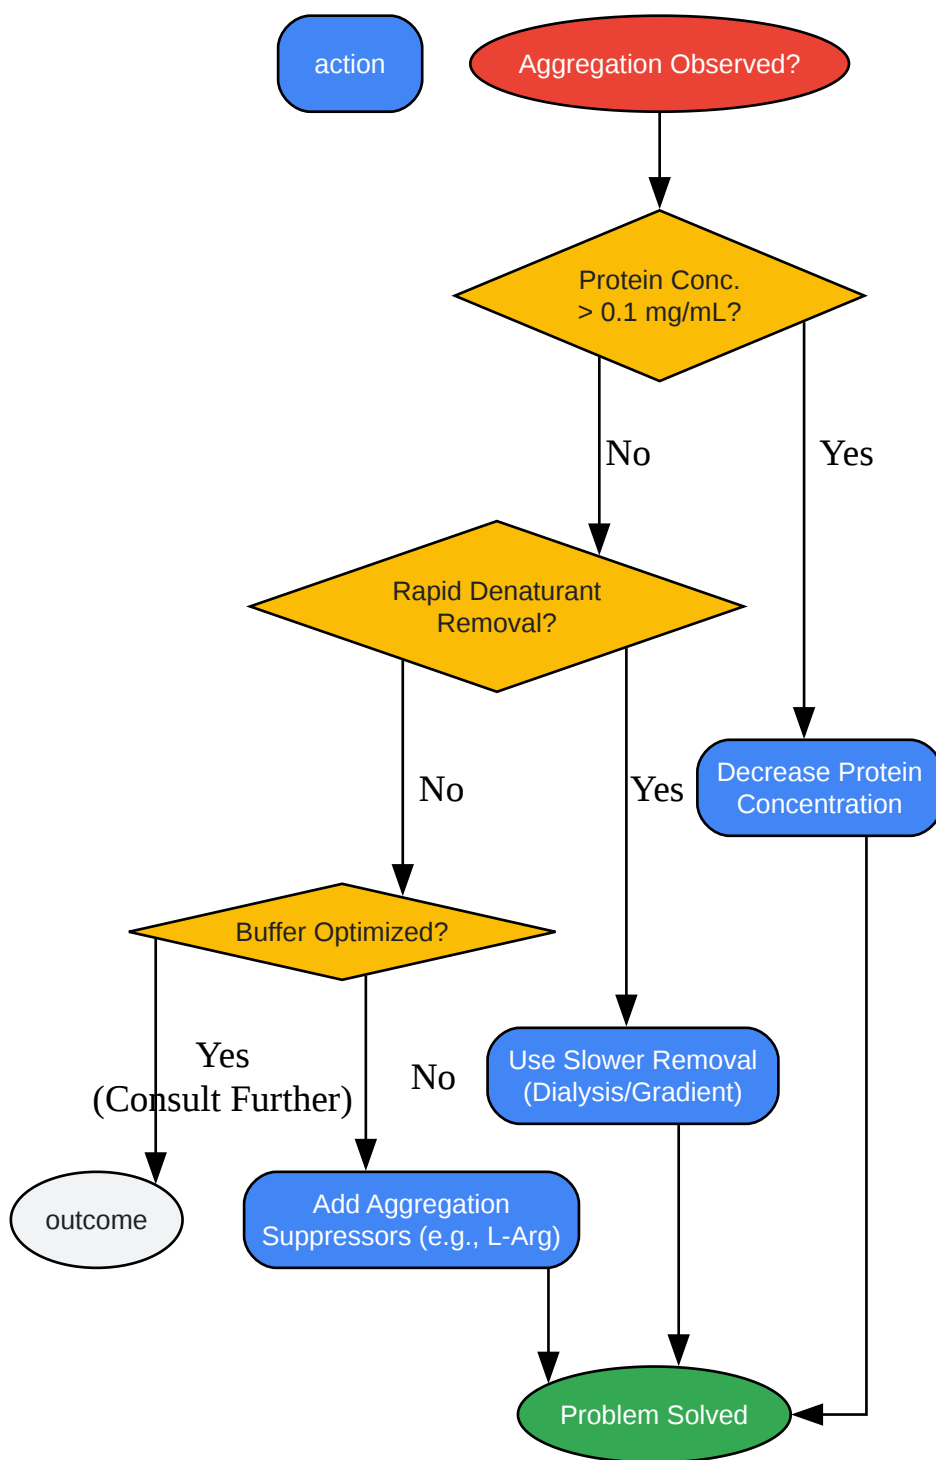 action
Aggregation Observed?
Protein Conc.
> 0.1 mg/mL?
No
Yes
Rapid Denaturant
Removal?
No
Yes
Decrease Protein
Concentration
Buffer Optimized?
Yes
(Consult Further)
No
Use Slower Removal
(Dialysis/Gradient)
outcome
Add Aggregation
Suppressors (e.g., L-Arg)
Problem Solved